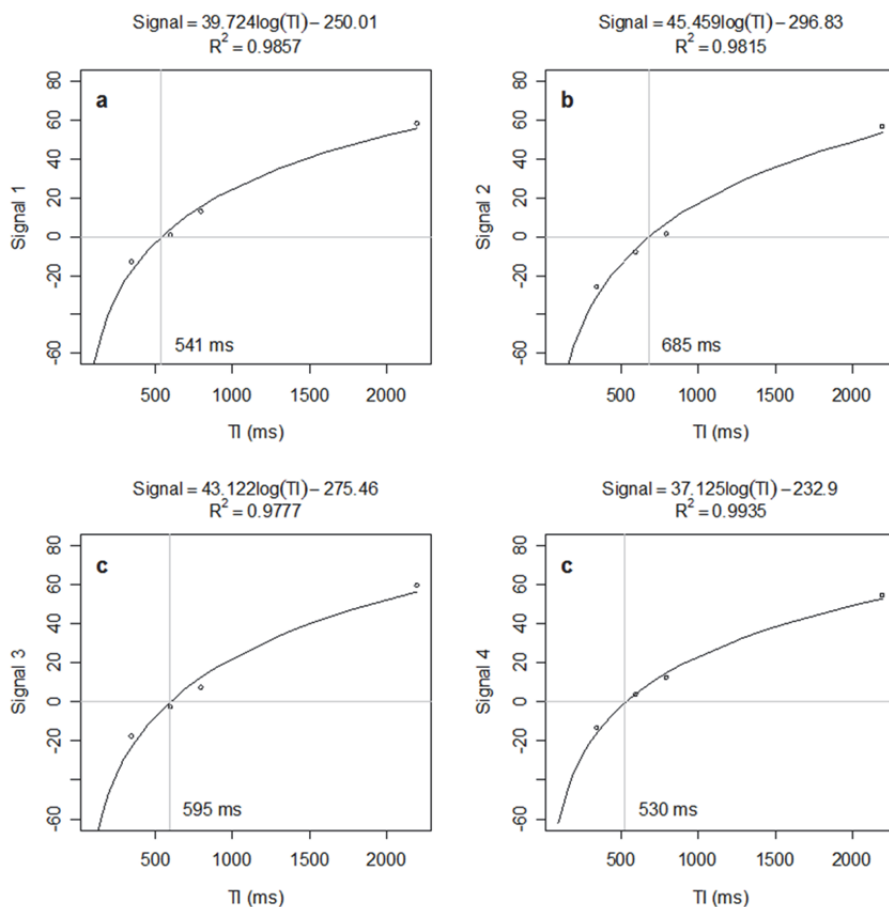 Signal = 39.724log(TI) − 250.01
R² = 0.9857
a
80
60
40
20
0
-20
-60
Signal 1
541 ms
500
1000
1500
2000
TI (ms)
Signal = 45.459log(TI) − 296.83
R² = 0.9815
b
80
60
40
20
0
-20
-60
Signal 2
685 ms
500
1000
1500
2000
TI (ms)
Signal = 43.122log(TI) − 275.46
R² = 0.9777
c
80
60
40
20
0
-20
-60
Signal 3
595 ms
500
1000
1500
2000
TI (ms)
Signal = 37.125log(TI) − 232.9
R² = 0.9935
c
80
60
40
20
0
-20
-60
Signal 4
530 ms
500
1000
1500
2000
TI (ms)